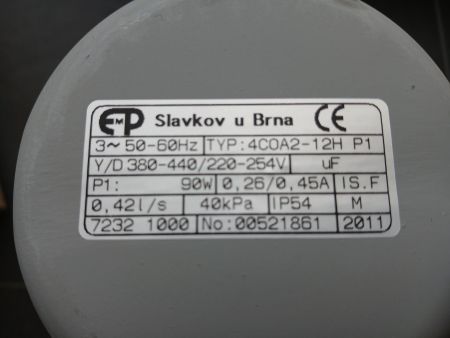 EMP Slavkov u Brna CE
3~ 50-60Hz TYP:4COA2-12H P1
Y/D 380-440/220-254V uF
P1: 90W 0,26/0,45A IS.F
0,42l/s 40kPa IP54 M
7232 1000 No:00521861 2011